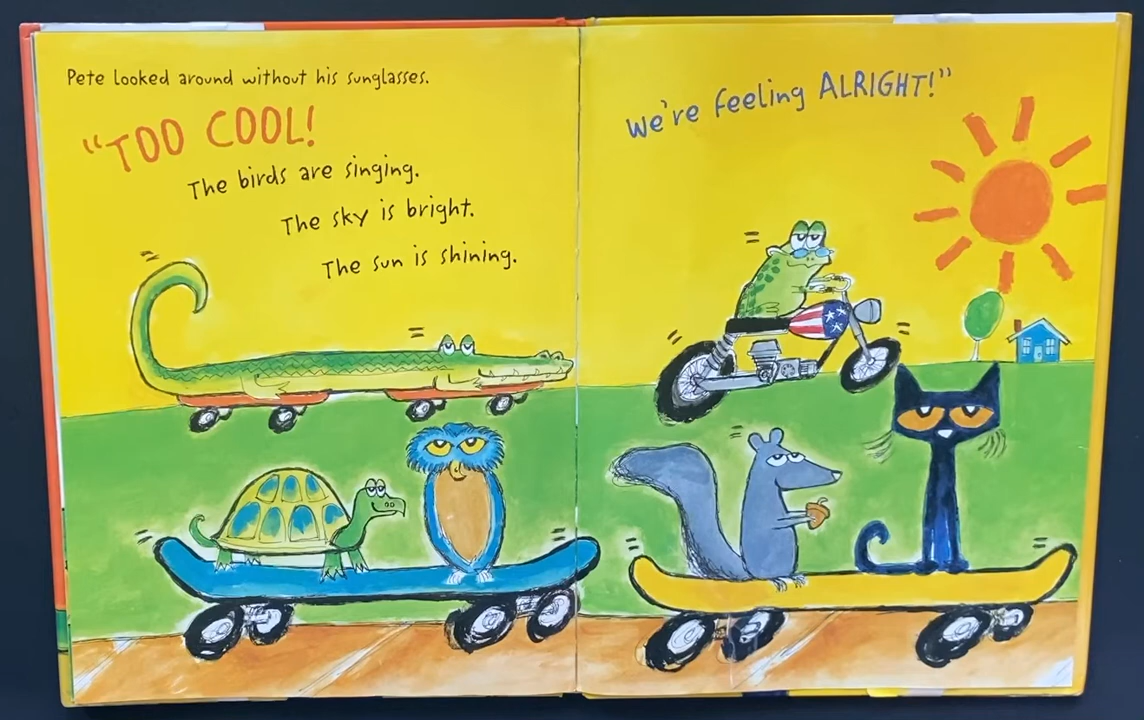 Pete looked around without his sunglasses.
"TOO COOL!
The birds are singing.
The sky is bright.
The sun is shining.
We're feeling ALRIGHT!"